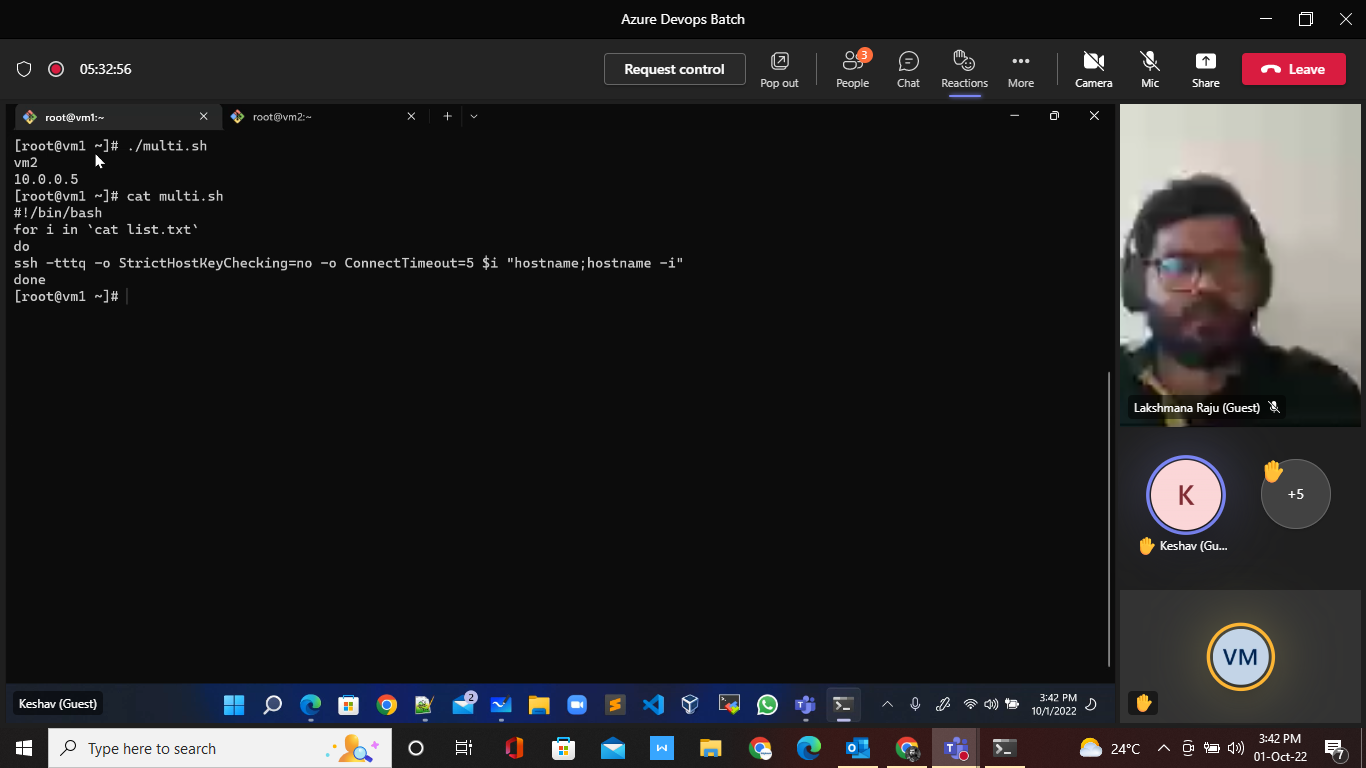 Azure Devops Batch
05:32:56
Request control
Pop out
3
People
Chat
Reactions
More
Camera
Mic
Share
Leave
root@vm1:~
root@vm2:~
[root@vm1 ~]# ./multi.sh
vm2
10.0.0.5
[root@vm1 ~]# cat multi.sh
#!/bin/bash
for i in `cat list.txt`
do
ssh -tttq -o StrictHostKeyChecking=no -o ConnectTimeout=5 $i "hostname;hostname -i"
done
[root@vm1 ~]#
Lakshmana Raju (Guest)
K
Keshav (Gu...
+5
VM
Keshav (Guest)
2
3:42 PM
10/1/2022
Type here to search
W
24°C
3:42 PM
01-Oct-22
7